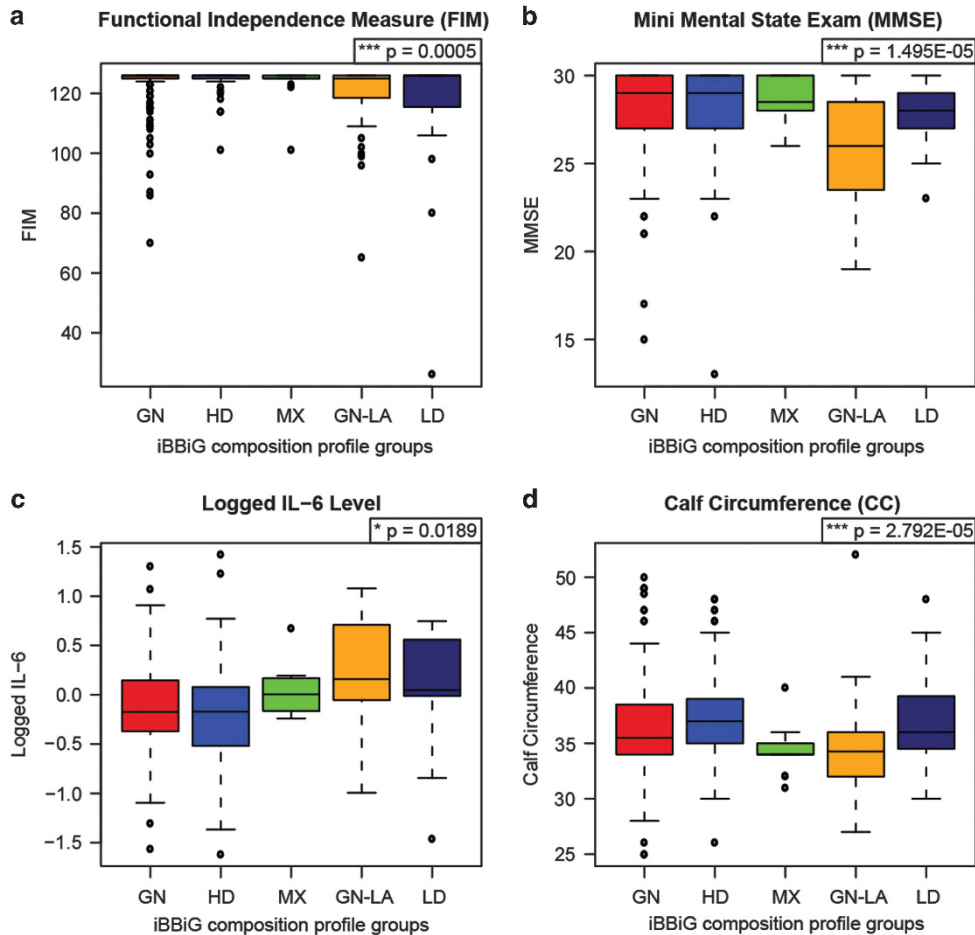 a Functional Independence Measure (FIM)
*** p = 0.0005
120
100
80
60
40
FIM
GN HD MX GN-LA LD
iBBiG composition profile groups
b Mini Mental State Exam (MMSE)
*** p = 1.495E-05
30
25
20
15
MMSE
GN HD MX GN-LA LD
iBBiG composition profile groups
c Logged IL-6 Level
* p = 0.0189
1.5
1.0
0.5
0.0
−0.5
−1.0
−1.5
Logged IL-6
GN HD MX GN-LA LD
iBBiG composition profile groups
d Calf Circumference (CC)
*** p = 2.792E-05
50
45
40
35
30
25
Calf Circumference
GN HD MX GN-LA LD
iBBiG composition profile groups